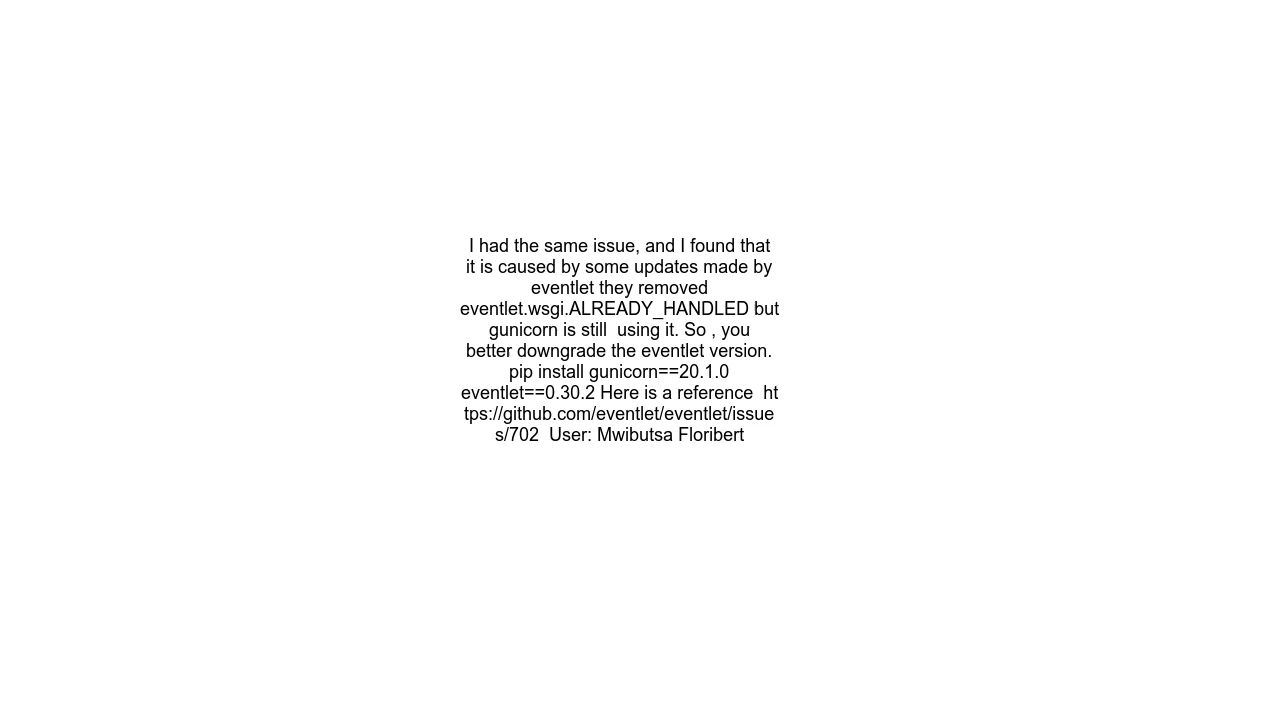 I had the same issue, and I found that
it is caused by some updates made by
eventlet they removed
eventlet.wsgi.ALREADY_HANDLED but
gunicorn is still  using it. So , you
better downgrade the eventlet version.
pip install gunicorn==20.1.0
eventlet==0.30.2 Here is a reference  ht
tps://github.com/eventlet/eventlet/issue
s/702  User: Mwibutsa Floribert